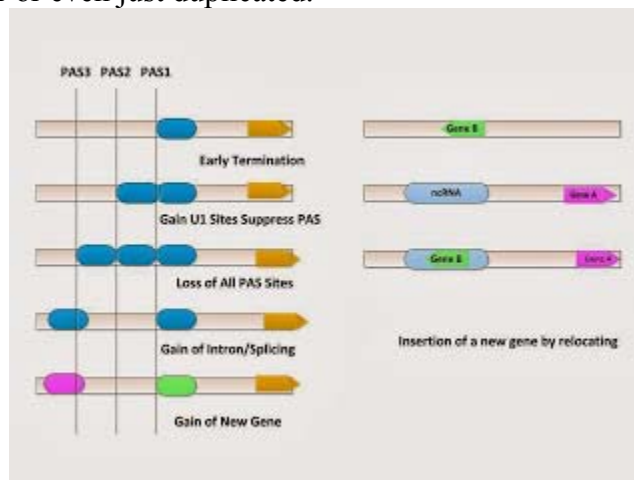 or even just duplicated.
PAS3 PAS2 PAS1
Early Termination
Gain U1 Sites Suppress PAS
Loss of All PAS Sites
Gain of Intron/Splicing
Gain of New Gene
Gene B
ncRNA
Gene A
Gene B
Gene A
Insertion of a new gene by relocating